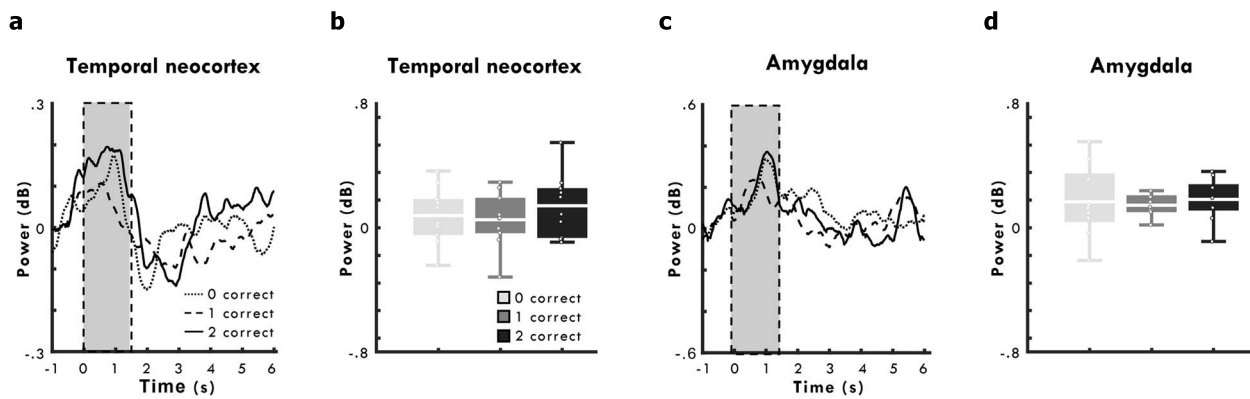 a
Temporal neocortex
Power (dB)
.3
0
-.3
0 correct
1 correct
2 correct
-1 0 1 2 3 4 5 6
Time (s)
b
Temporal neocortex
Power (dB)
.8
0
-.8
0 correct
1 correct
2 correct
c
Amygdala
Power (dB)
.6
0
-.6
-1 0 1 2 3 4 5 6
Time (s)
d
Amygdala
Power (dB)
.8
0
-.8